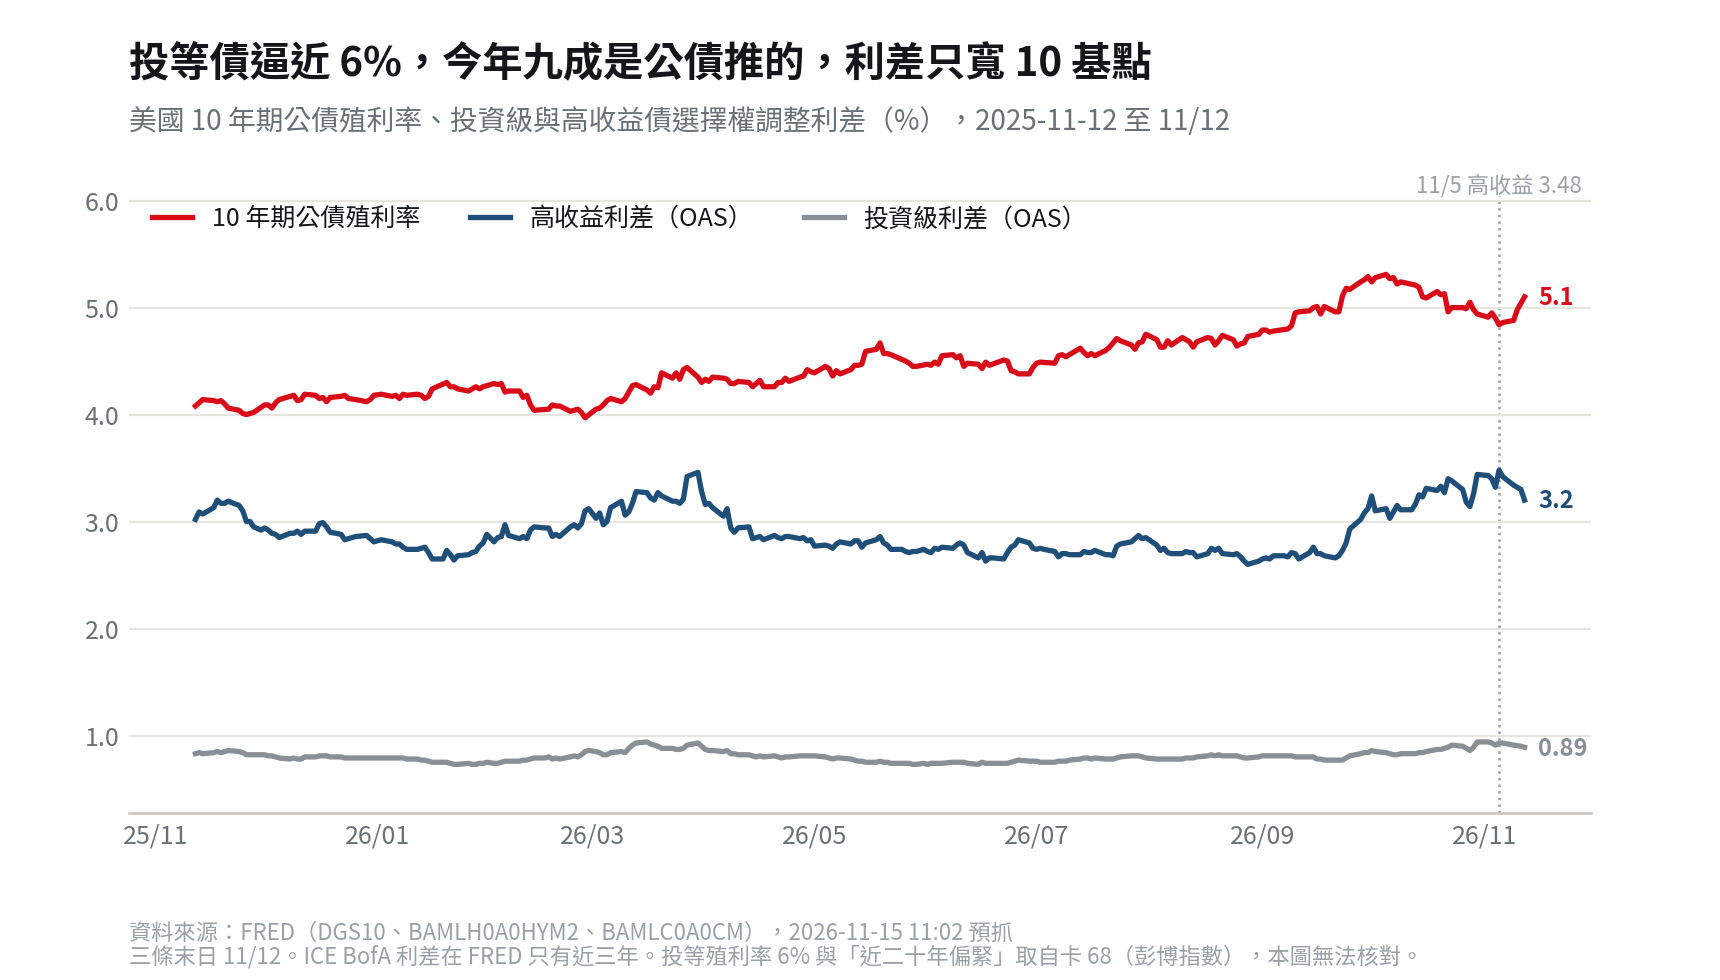 投等債逼近 6%，今年九成是公債推的，利差只寬 10 基點
美國 10 年期公債殖利率、投資級與高收益債選擇權調整利差（%），2025-11-12 至 11/12
11/5 高收益 3.48
6.0
10 年期公債殖利率 高收益利差（OAS） 投資級利差（OAS）
5.1
5.0
4.0
3.2
3.0
2.0
1.0
0.89
25/11 26/01 26/03 26/05 26/07 26/09 26/11
資料來源：FRED（DGS10、BAMLH0A0HYM2、BAMLC0A0CM），2026-11-15 11:02 預抓
三條末日 11/12。ICE BofA 利差在 FRED 只有近三年。投等殖利率 6% 與「近二十年偏緊」取自卡 68（彭博指數），本圖無法核對。